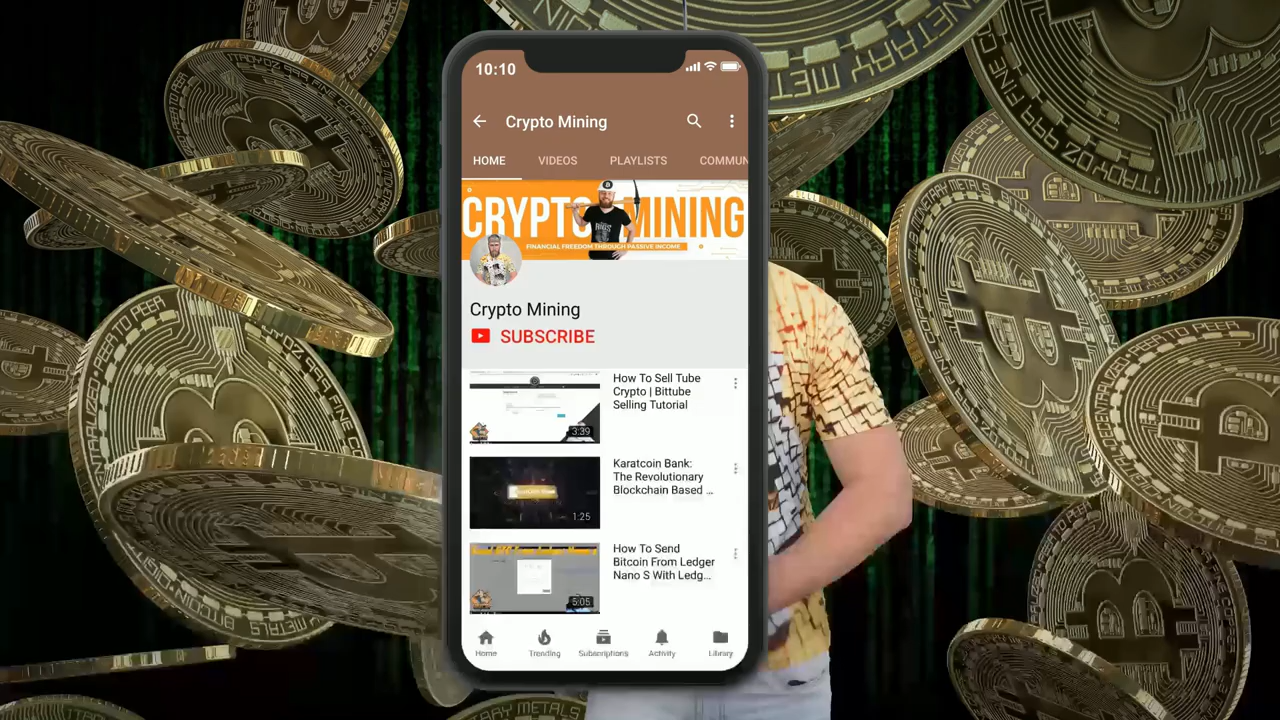 10:10
Crypto Mining
HOME VIDEOS PLAYLISTS COMMUN
CRYPTO MINING
FINANCIAL FREEDOM THROUGH PASSIVE INCOME
Crypto Mining
SUBSCRIBE
How To Sell Tube
Crypto | Bittube
Selling Tutorial
3:39
Karatcoin Bank:
The Revolutionary
Blockchain Based ...
1:25
How To Send
Bitcoin From Ledger
Nano S With Ledg...
5:05
Home Trending Subscriptions Activity Library